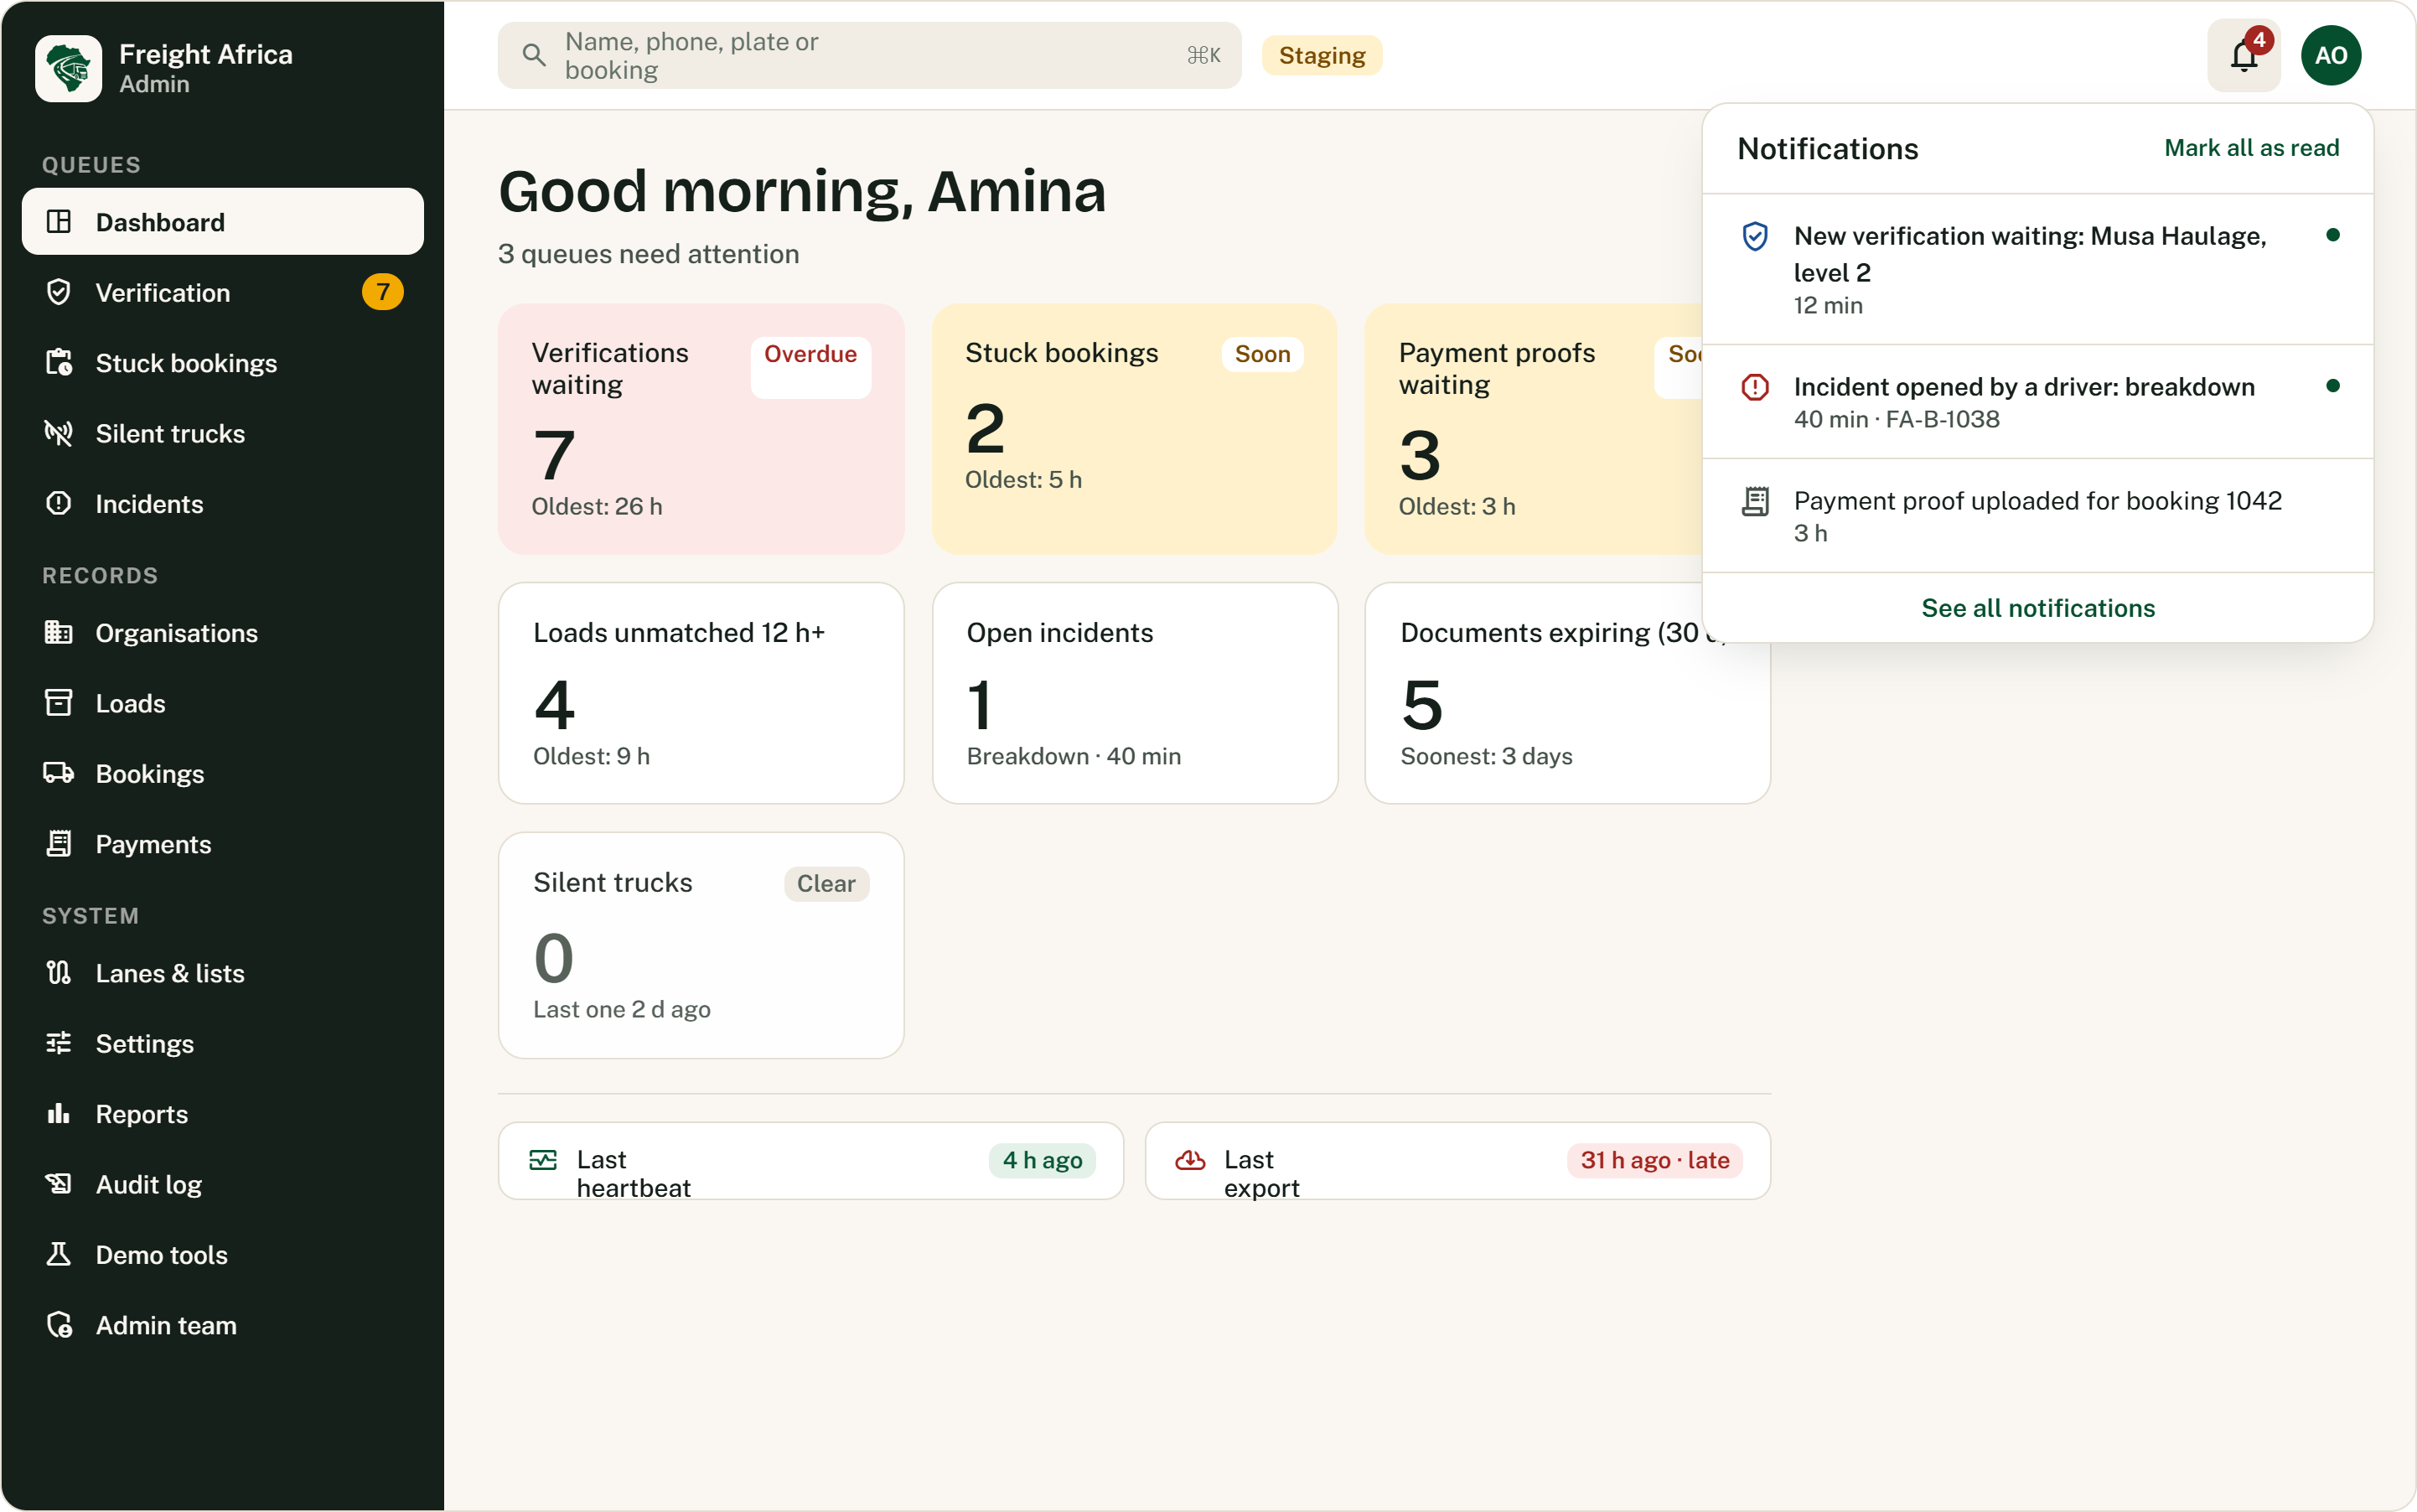 Freight Africa
Admin
QUEUES
Dashboard
Verification 7
Stuck bookings
Silent trucks
Incidents
RECORDS
Organisations
Loads
Bookings
Payments
SYSTEM
Lanes & lists
Settings
Reports
Audit log
Demo tools
Admin team
Name, phone, plate or
booking
⌘K
Staging
4
AO
Good morning, Amina
3 queues need attention
Verifications
waiting
Overdue
7
Oldest: 26 h
Stuck bookings
Soon
2
Oldest: 5 h
Payment proofs
waiting
3
Oldest: 3 h
Loads unmatched 12 h+
4
Oldest: 9 h
Open incidents
1
Breakdown · 40 min
Documents expiring (30
5
Soonest: 3 days
Silent trucks
Clear
0
Last one 2 d ago
Last
heartbeat
4 h ago
Last
export
31 h ago · late
Notifications
Mark all as read
New verification waiting: Musa Haulage,
level 2
12 min
Incident opened by a driver: breakdown
40 min · FA-B-1038
Payment proof uploaded for booking 1042
3 h
See all notifications